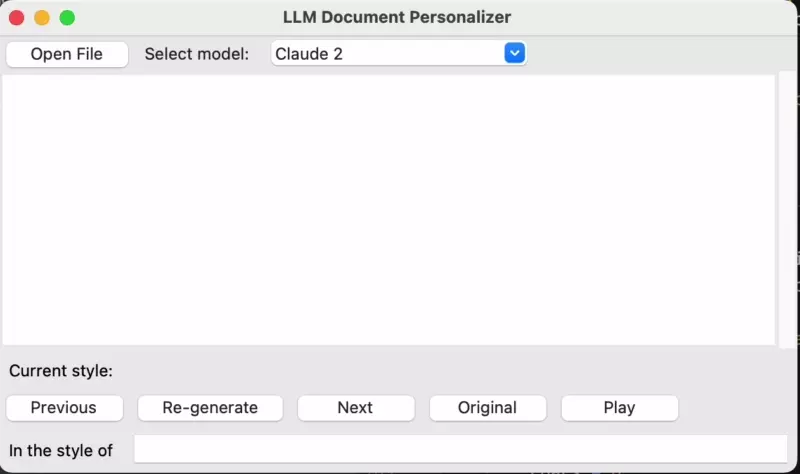 LLM Document Personalizer
Open File Select model: Claude 2
Current style:
Previous Re-generate Next Original Play
In the style of